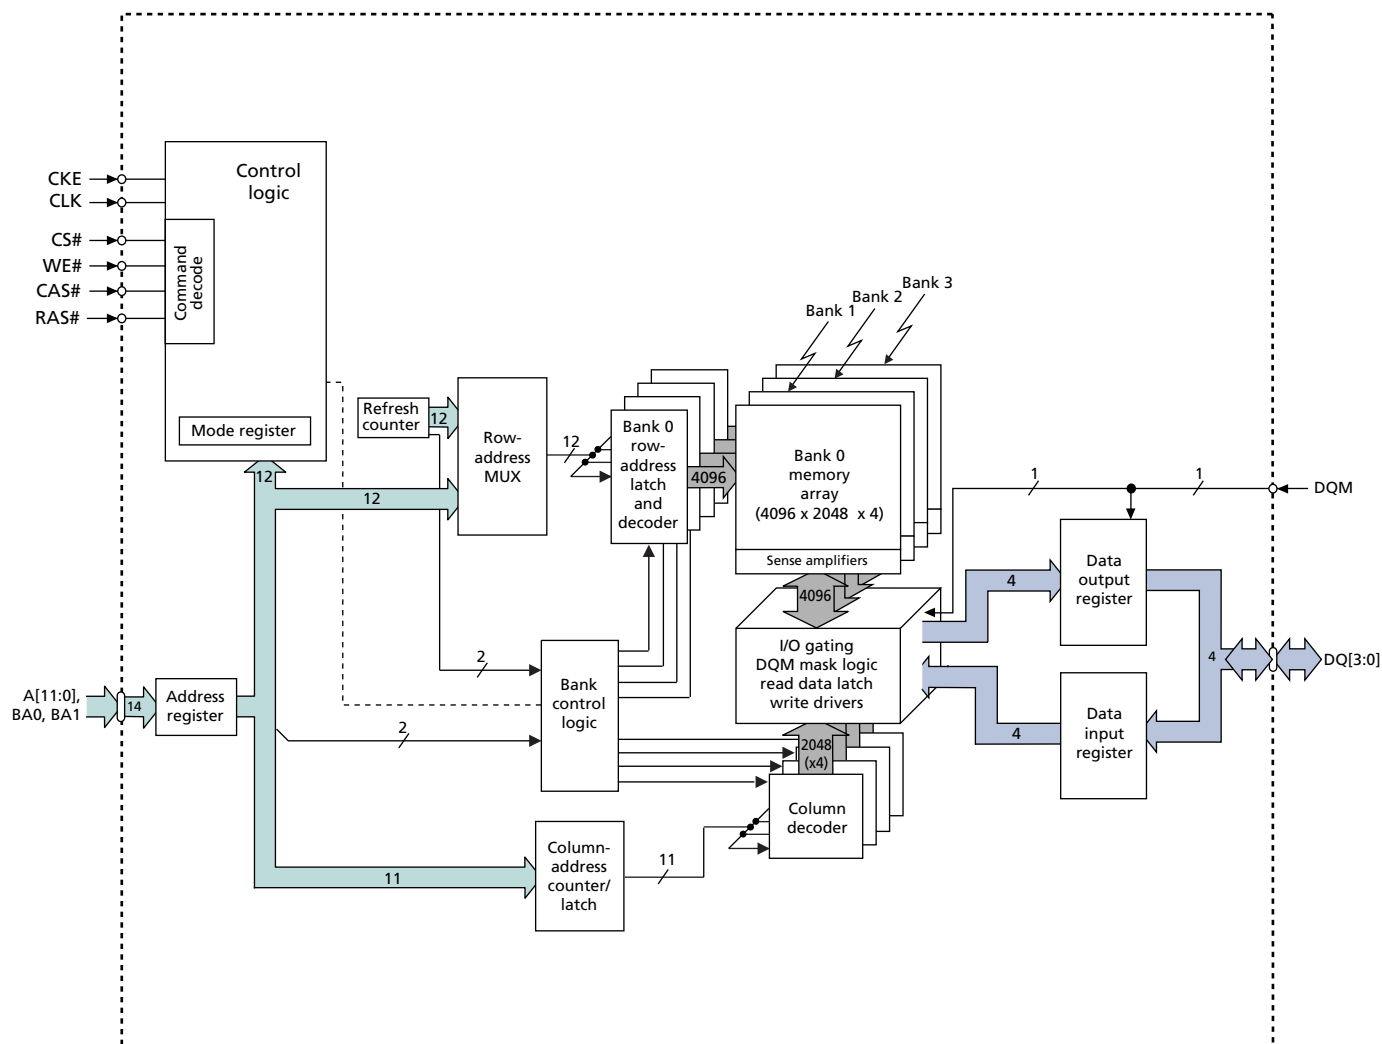 Control
logic
CKE
CLK
CS#
WE#
CAS#
RAS#
Command
decode
Mode register
Bank 3
Bank 2
Bank 1
Refresh
counter
12
Row-
address
MUX
12
Bank 0
row-
address
latch
and
decoder
4096
Bank 0
memory
array
(4096 x 2048 x 4)
Sense amplifiers
12
12
1
1
DQM
Data
output
register
4
4096
I/O gating
DQM mask logic
read data latch
write drivers
2
Bank
control
logic
4
DQ[3:0]
A[11:0],
BA0, BA1
14
Address
register
2
4
Data
input
register
2048
(x4)
Column
decoder
Column-
address
counter/
latch
11
11